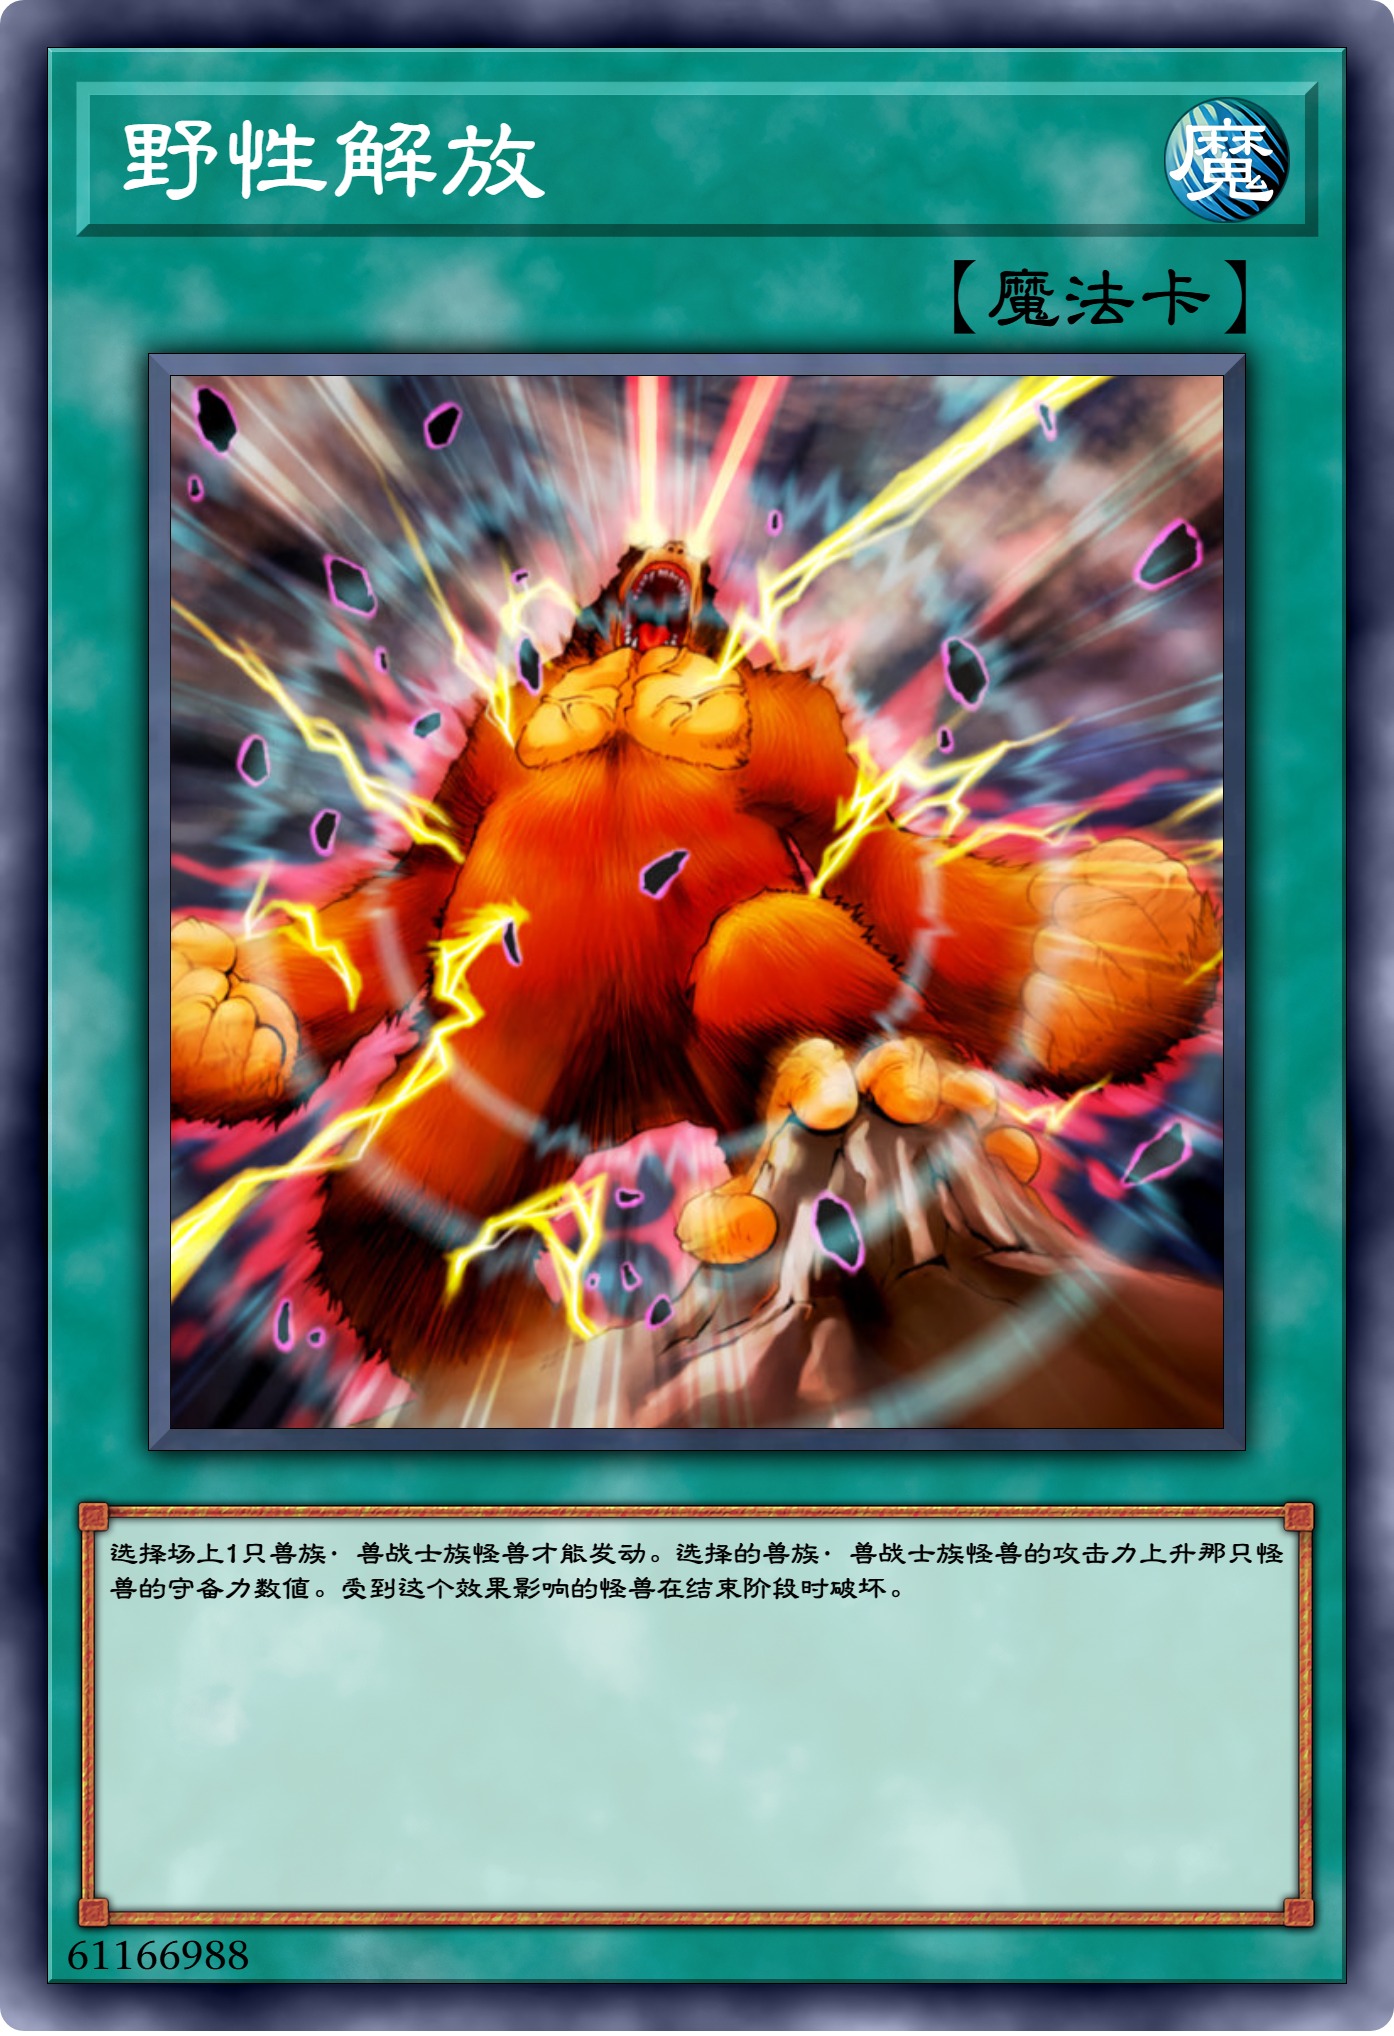 野性解放
魔
【魔法卡】
选择场上1只兽族·兽战士族怪兽才能发动。选择的兽族·兽战士族怪兽的攻击力上升那只怪
兽的守备力数值。受到这个效果影响的怪兽在结束阶段时破坏。
61166988